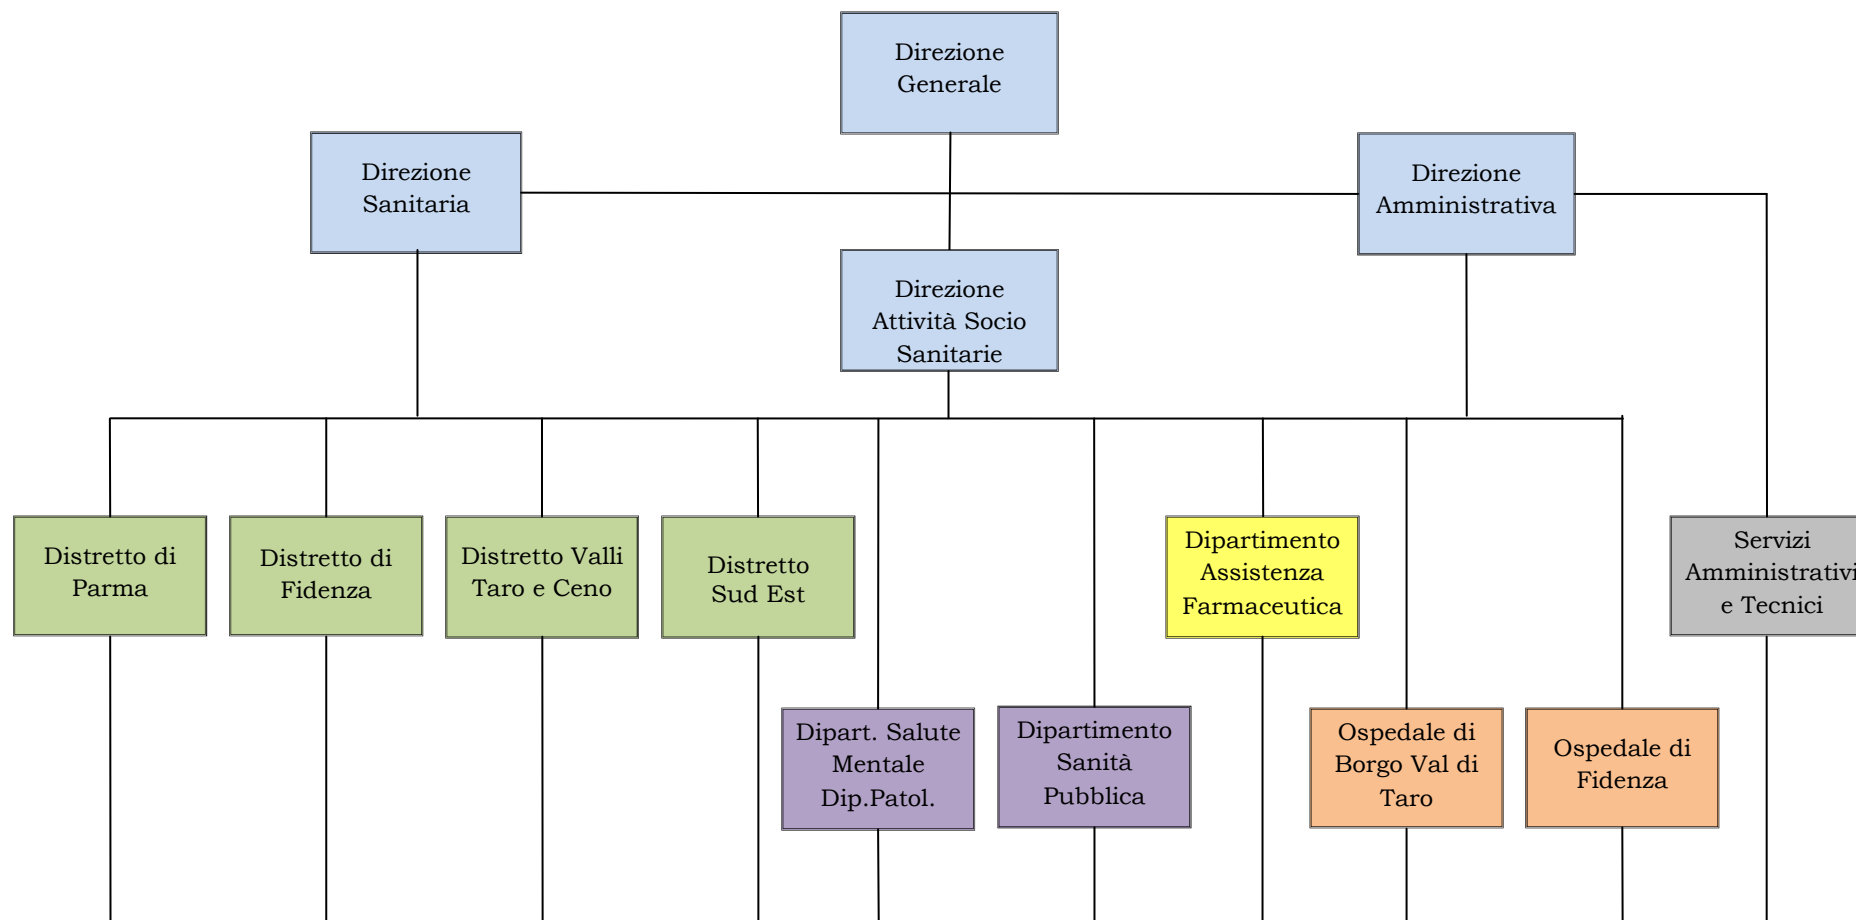 Direzione
Generale
Direzione
Sanitaria
Direzione
Amministrativa
Direzione
Attività Socio
Sanitarie
Distretto di
Parma
Distretto di
Fidenza
Distretto Valli
Taro e Ceno
Distretto
Sud Est
Dipartimento
Assistenza
Farmaceutica
Servizi
Amministrativi
e Tecnici
Dipart. Salute
Mentale
Dip.Patol.
Dipartimento
Sanità
Pubblica
Ospedale di
Borgo Val di
Taro
Ospedale di
Fidenza